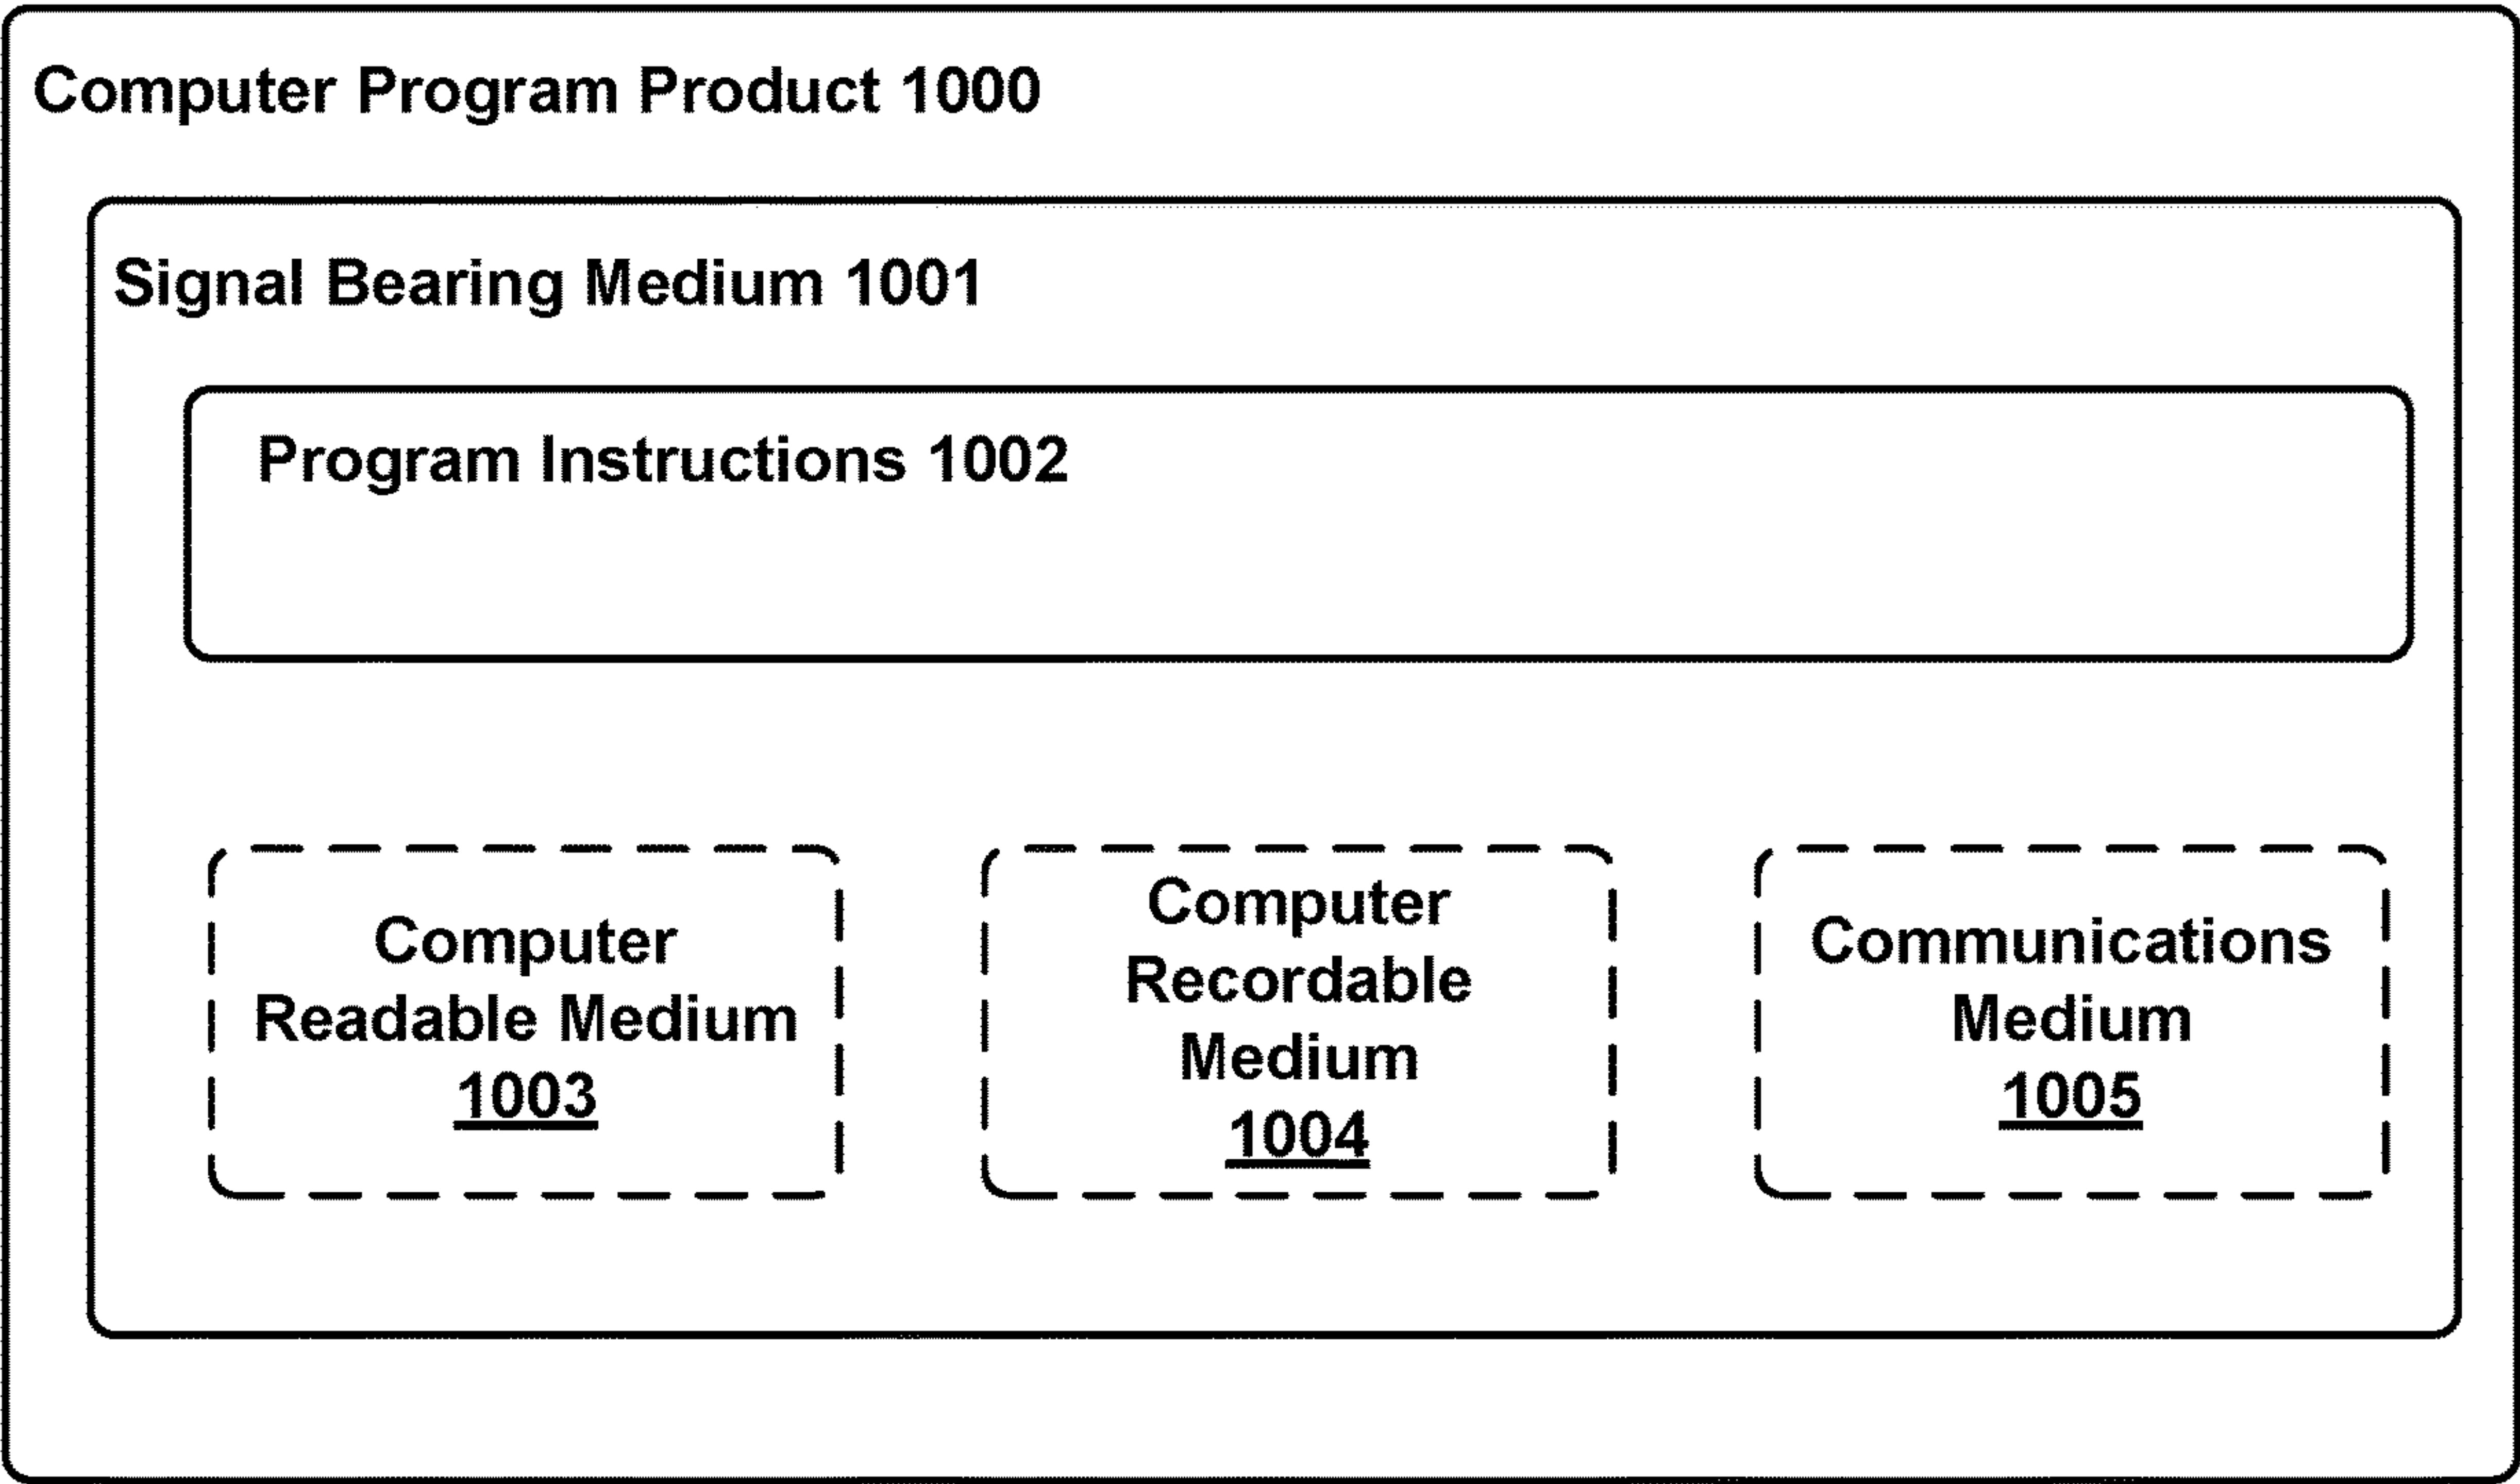 Computer Program Product 1000
Signal Bearing Medium 1001
Program Instructions 1002
Computer
Readable Medium
1003
Computer
Recordable
Medium
1004
Communications
Medium
1005